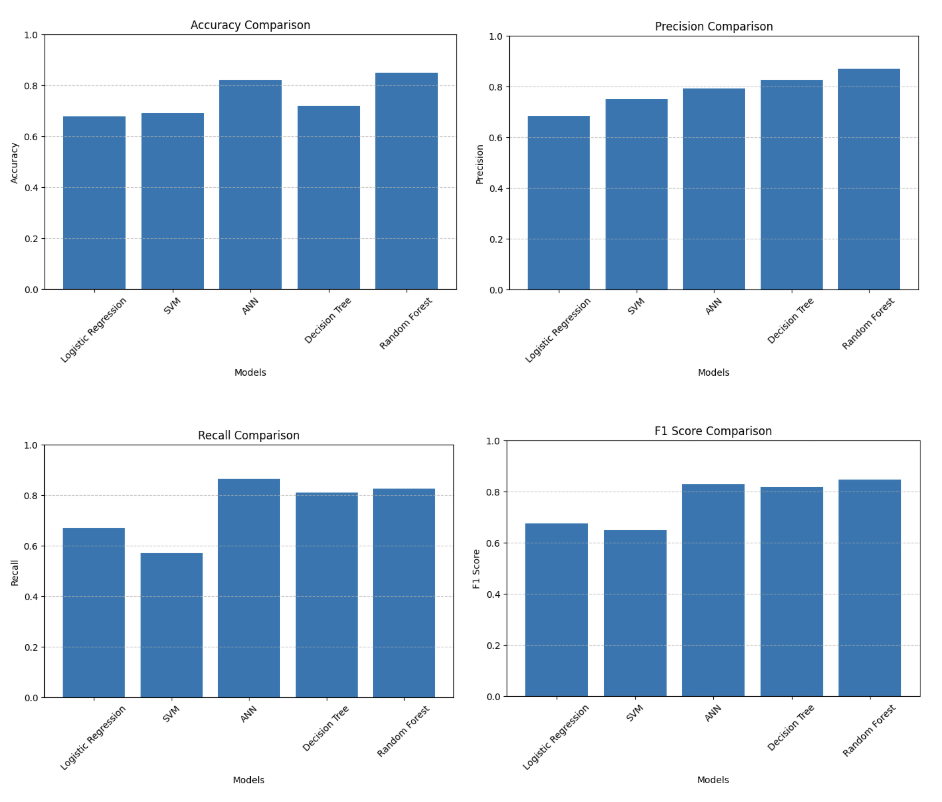 Accuracy Comparison
1.0
0.8
0.6
0.4
0.2
0.0
Accuracy
Logistic Regression
SVM
ANN
Decision Tree
Random Forest
Models
Precision Comparison
1.0
0.8
0.6
0.4
0.2
0.0
Precision
Logistic Regression
SVM
ANN
Decision Tree
Random Forest
Models
Recall Comparison
1.0
0.8
0.6
0.4
0.2
0.0
Recall
Logistic Regression
SVM
ANN
Decision Tree
Random Forest
Models
F1 Score Comparison
1.0
0.8
0.6
0.4
0.2
0.0
F1 Score
Logistic Regression
SVM
ANN
Decision Tree
Random Forest
Models